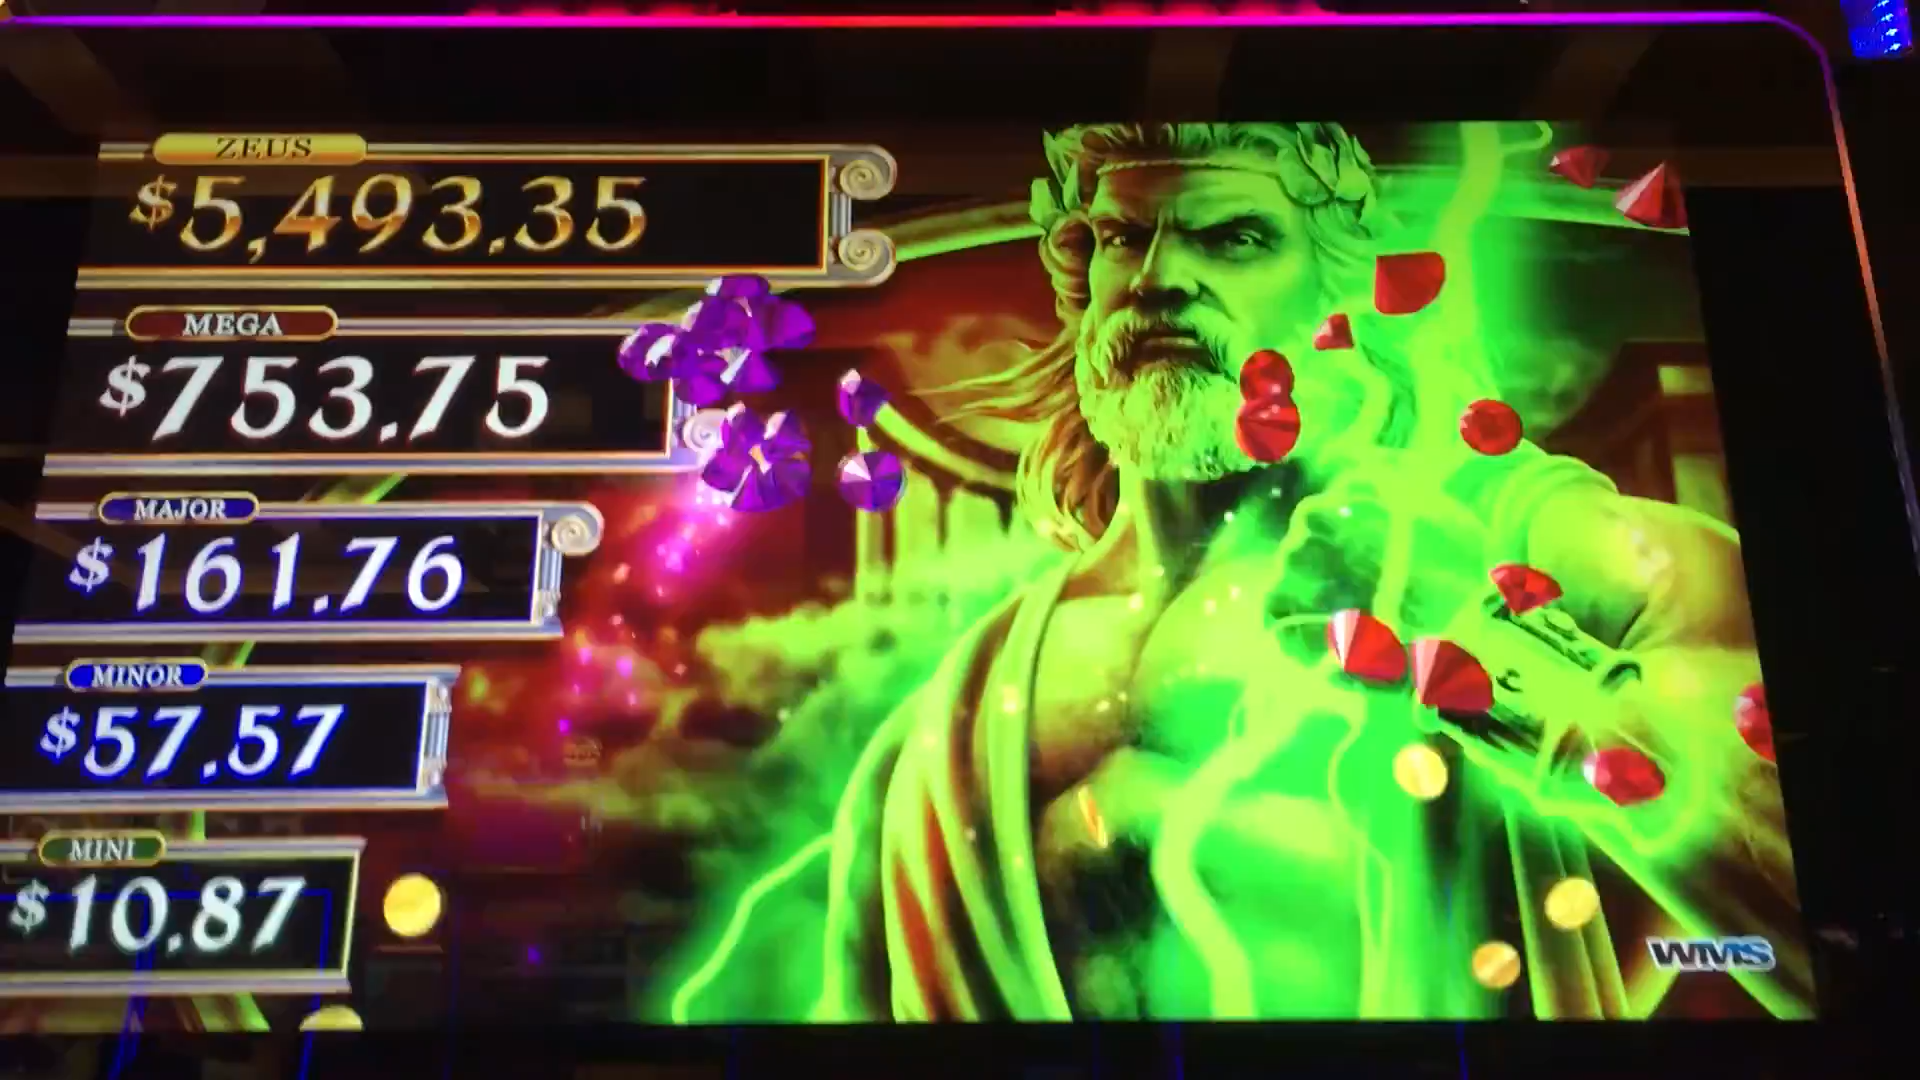 ZEUS
$5,493.35
MEGA
$753.75
MAJOR
$161.76
MINOR
$57.57
MINI
$10.87
WMS